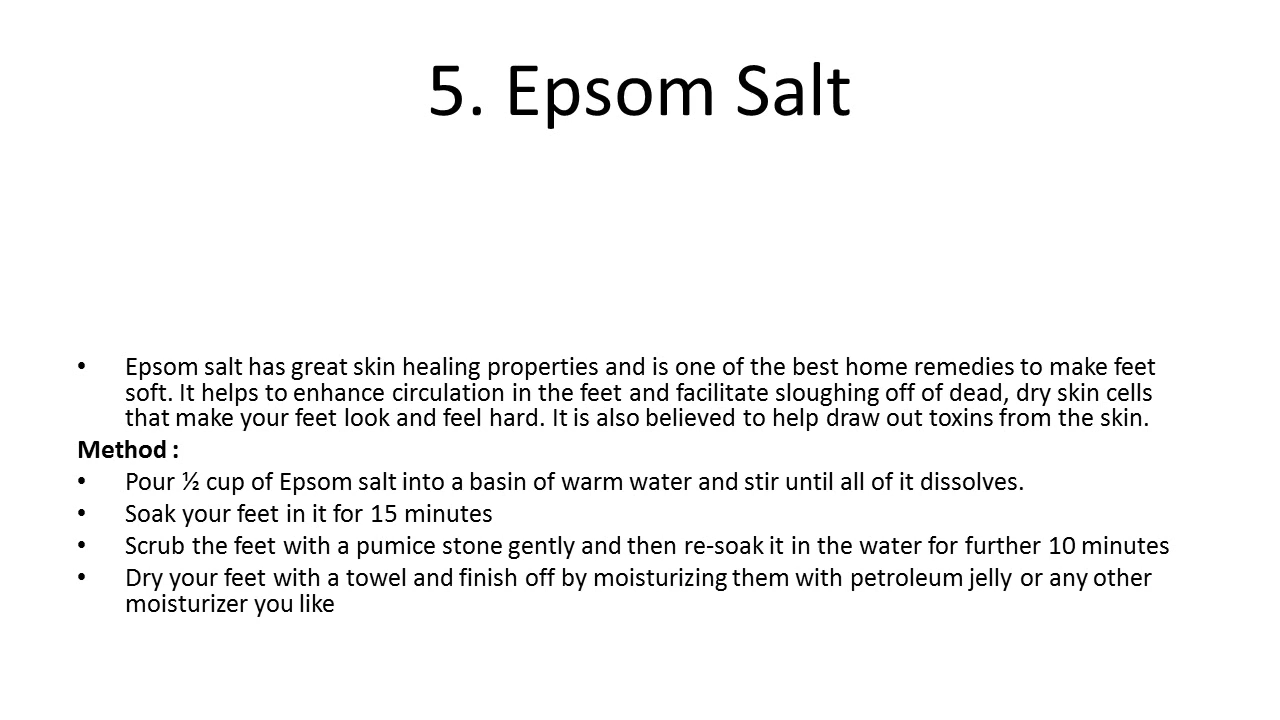 5. Epsom Salt
• Epsom salt has great skin healing properties and is one of the best home remedies to make feet
soft. It helps to enhance circulation in the feet and facilitate sloughing off of dead, dry skin cells
that make your feet look and feel hard. It is also believed to help draw out toxins from the skin.
Method :
• Pour ½ cup of Epsom salt into a basin of warm water and stir until all of it dissolves.
• Soak your feet in it for 15 minutes
• Scrub the feet with a pumice stone gently and then re-soak it in the water for further 10 minutes
• Dry your feet with a towel and finish off by moisturizing them with petroleum jelly or any other
moisturizer you like